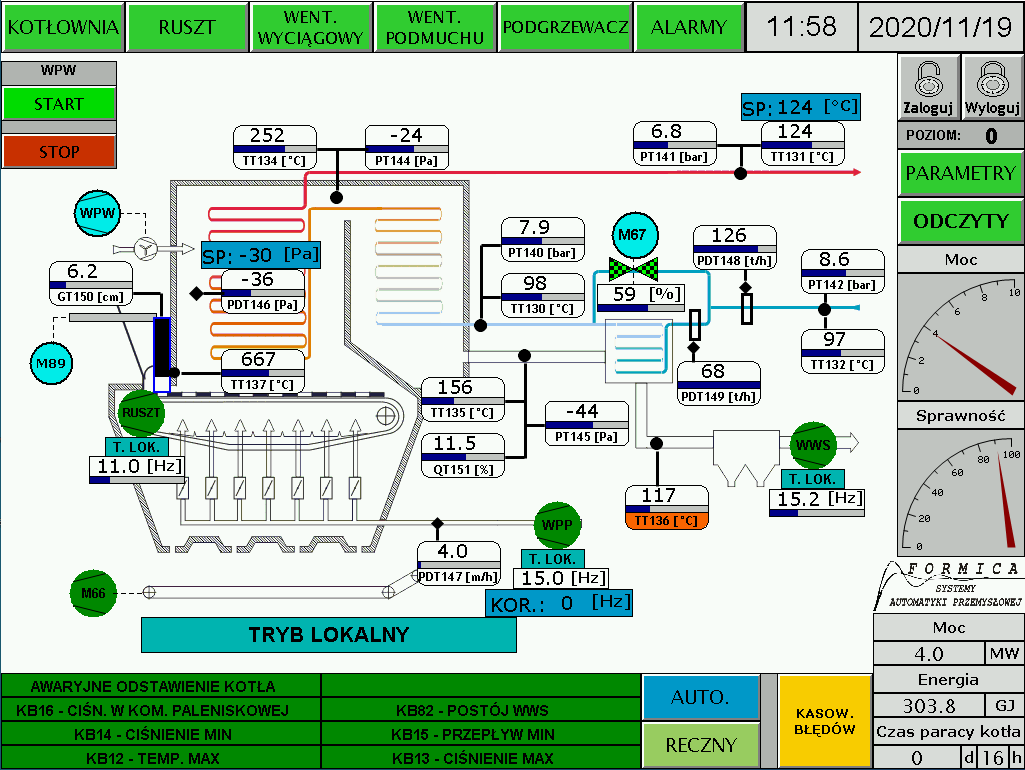 KOTŁOWNIA
RUSZT
WENT.
WYCIĄGOWY
WENT.
PODMUCHU
PODGRZEWACZ
ALARMY
11:58
2020/11/19
WPW
START
STOP
Zaloguj
Wyloguj
POZIOM: 0
PARAMETRY
ODCZYTY
SP: 124 [°C]
252
TT134 [°C]
-24
PT144 [Pa]
6.8
PT141 [bar]
124
TT131 [°C]
WPW
SP: -30 [Pa]
-36
PDT146 [Pa]
6.2
GT150 [cm]
M89
667
TT137 [°C]
7.9
PT140 [bar]
98
TT130 [°C]
M67
59 [%]
126
PDT148 [t/h]
8.6
PT142 [bar]
97
TT132 [°C]
68
PDT149 [t/h]
156
TT135 [°C]
11.5
QT151 [%]
-44
PT145 [Pa]
RUSZT
T. LOK.
11.0 [Hz]
117
TT136 [°C]
WWS
T. LOK.
15.2 [Hz]
WPP
T. LOK.
15.0 [Hz]
KOR.: 0 [Hz]
4.0
PDT147 [m/h]
M66
TRYB LOKALNY
Moc
0
2
4
6
8
10
Sprawność
0
20
40
60
80
100
FORMICA
SYSTEMY
AUTOMATYKI PRZEMYSŁOWEJ
Moc
4.0 MW
Energia
303.8 GJ
Czas paracy kotła
0 d 16 h
AWARYJNE ODSTAWIENIE KOTŁA
KB16 - CIŚN. W KOM. PALENISKOWEJ
KB82 - POSTÓJ WWS
KB14 - CIŚNIENIE MIN
KB15 - PRZEPŁYW MIN
KB12 - TEMP. MAX
KB13 - CIŚNIENIE MAX
AUTO.
RECZNY
KASOW.
BŁĘDÓW